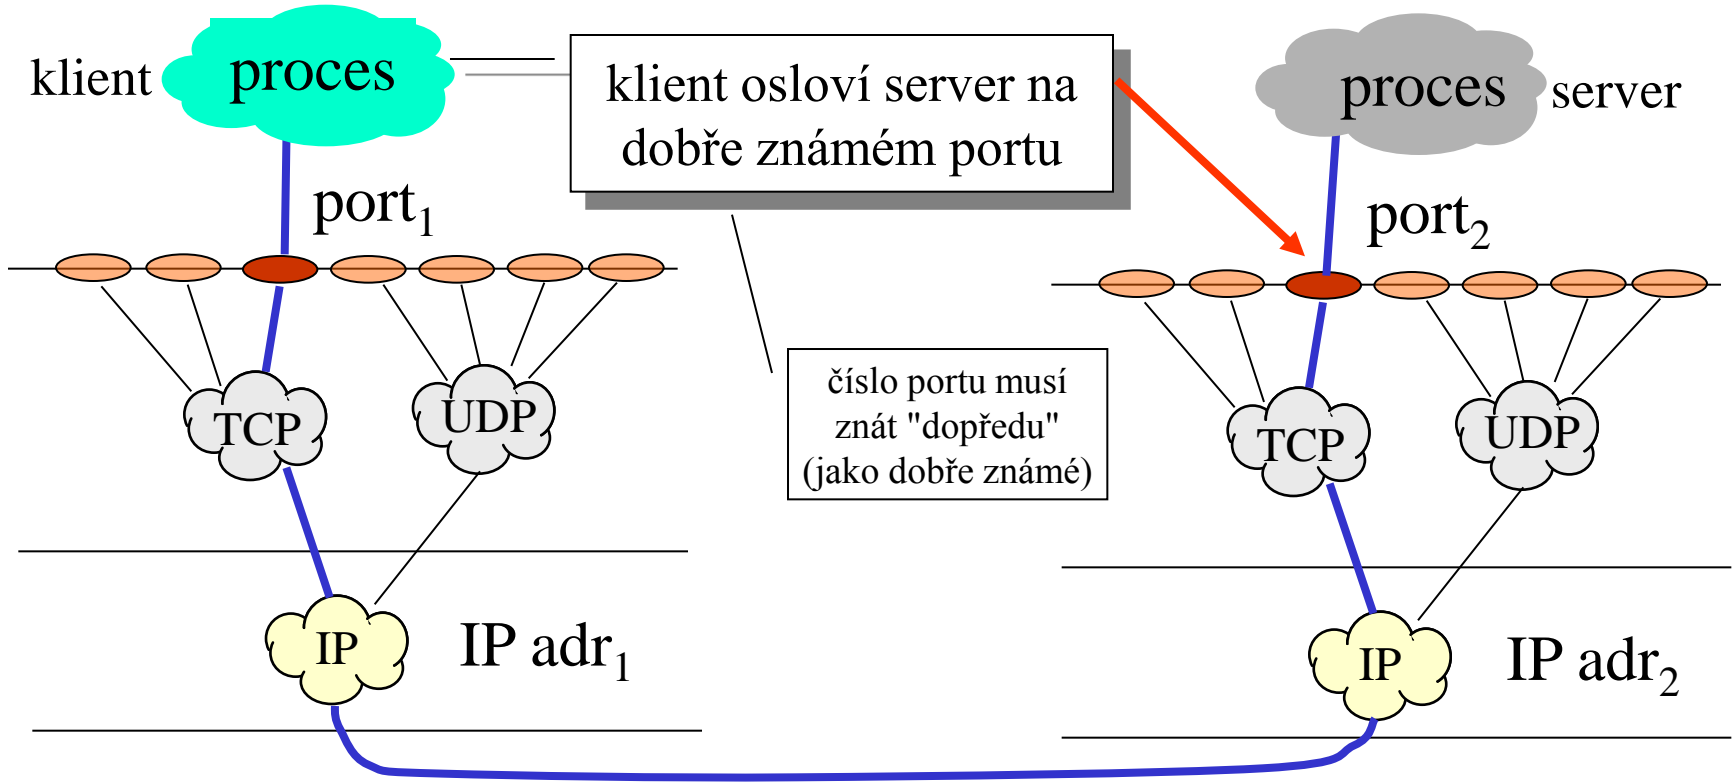 klient
proces
klient osloví server na
dobře známém portu
proces
server
port1
port2
číslo portu musí
znát "dopředu"
(jako dobře známé)
TCP
UDP
TCP
UDP
IP
IP adr1
IP
IP adr2